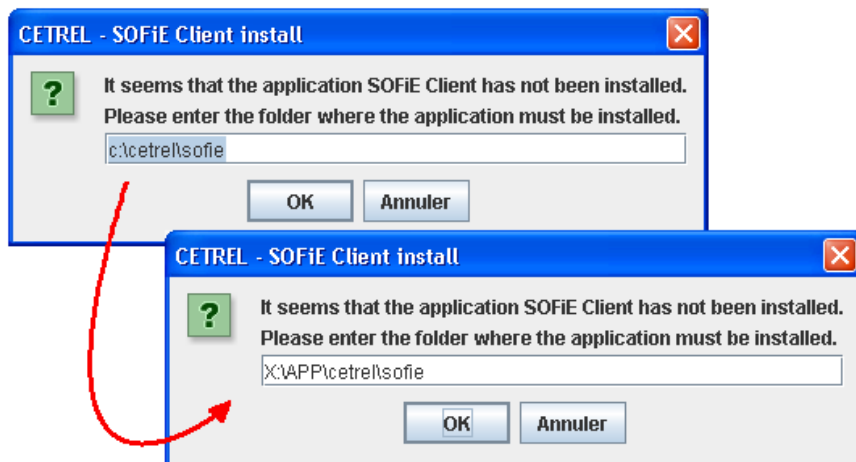 CETREL - SOFiE Client install
It seems that the application SOFiE Client has not been installed.
Please enter the folder where the application must be installed.
c:\cetrel\sofie
OK Annuler
CETREL - SOFiE Client install
It seems that the application SOFiE Client has not been installed.
Please enter the folder where the application must be installed.
X:\APP\cetrel\sofie
OK Annuler